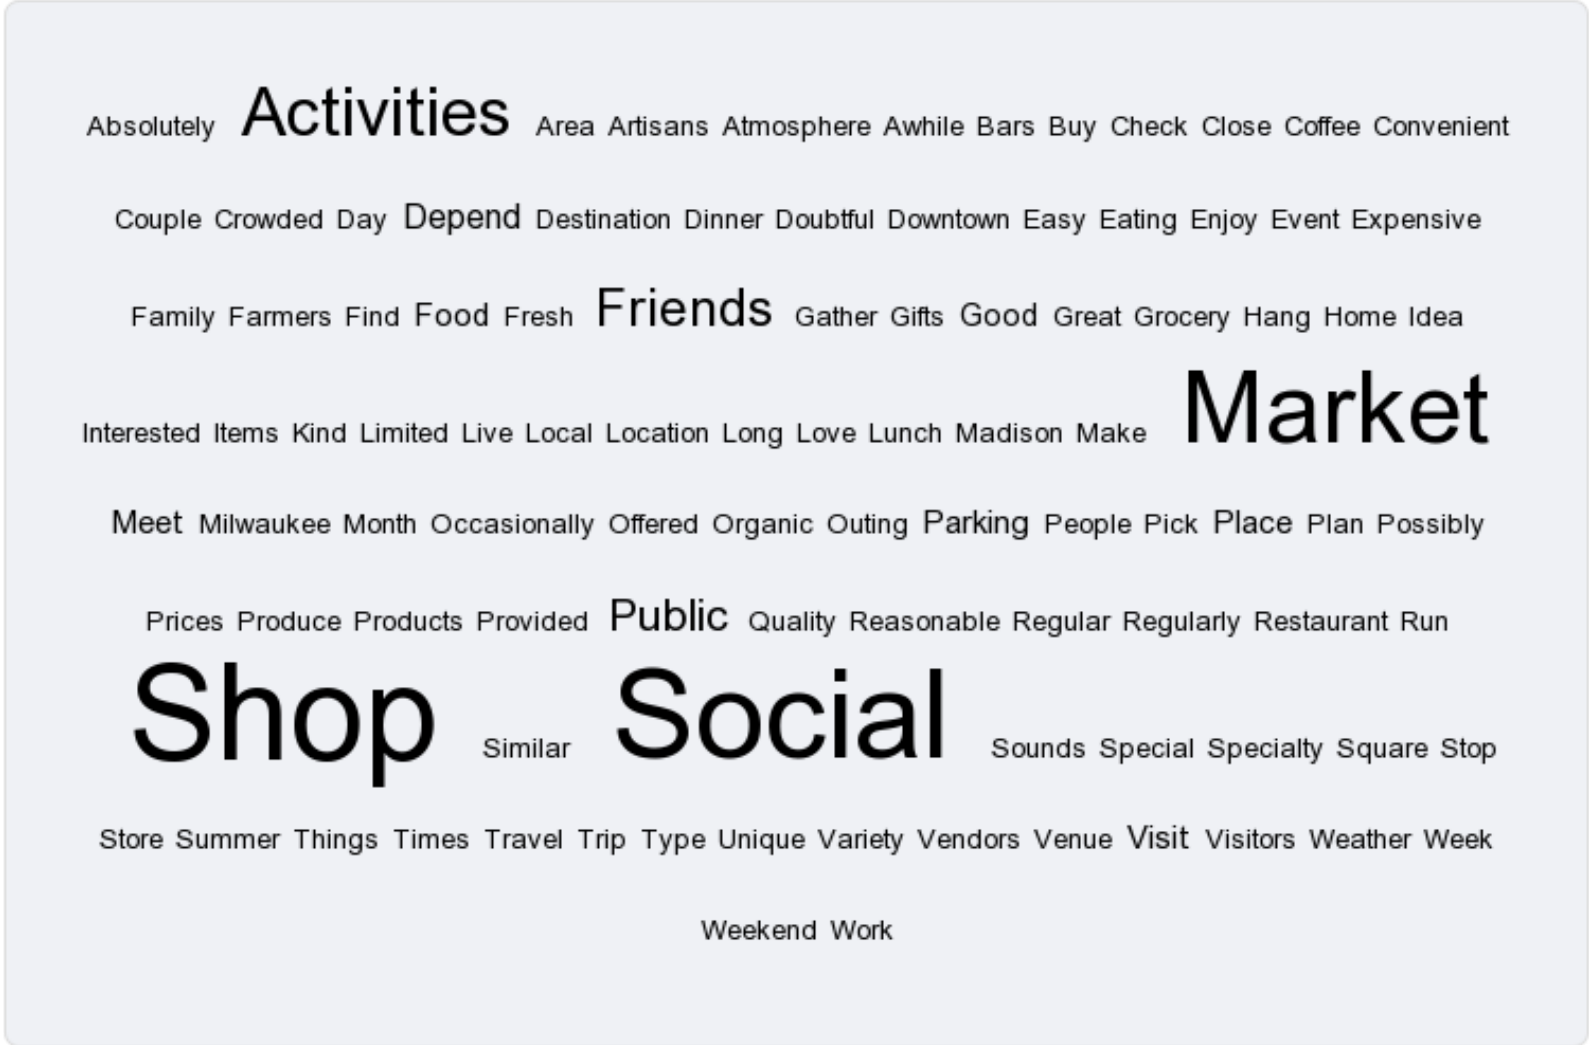 Absolutely Activities Area Artisans Atmosphere Awhile Bars Buy Check Close Coffee Convenient
Couple Crowded Day Depend Destination Dinner Doubtful Downtown Easy Eating Enjoy Event Expensive
Family Farmers Find Food Fresh Friends Gather Gifts Good Great Grocery Hang Home Idea
Interested Items Kind Limited Live Local Location Long Love Lunch Madison Make Market
Meet Milwaukee Month Occasionally Offered Organic Outing Parking People Pick Place Plan Possibly
Prices Produce Products Provided Public Quality Reasonable Regular Regularly Restaurant Run
Shop Similar Social Sounds Special Specialty Square Stop
Store Summer Things Times Travel Trip Type Unique Variety Vendors Venue Visit Visitors Weather Week
Weekend Work